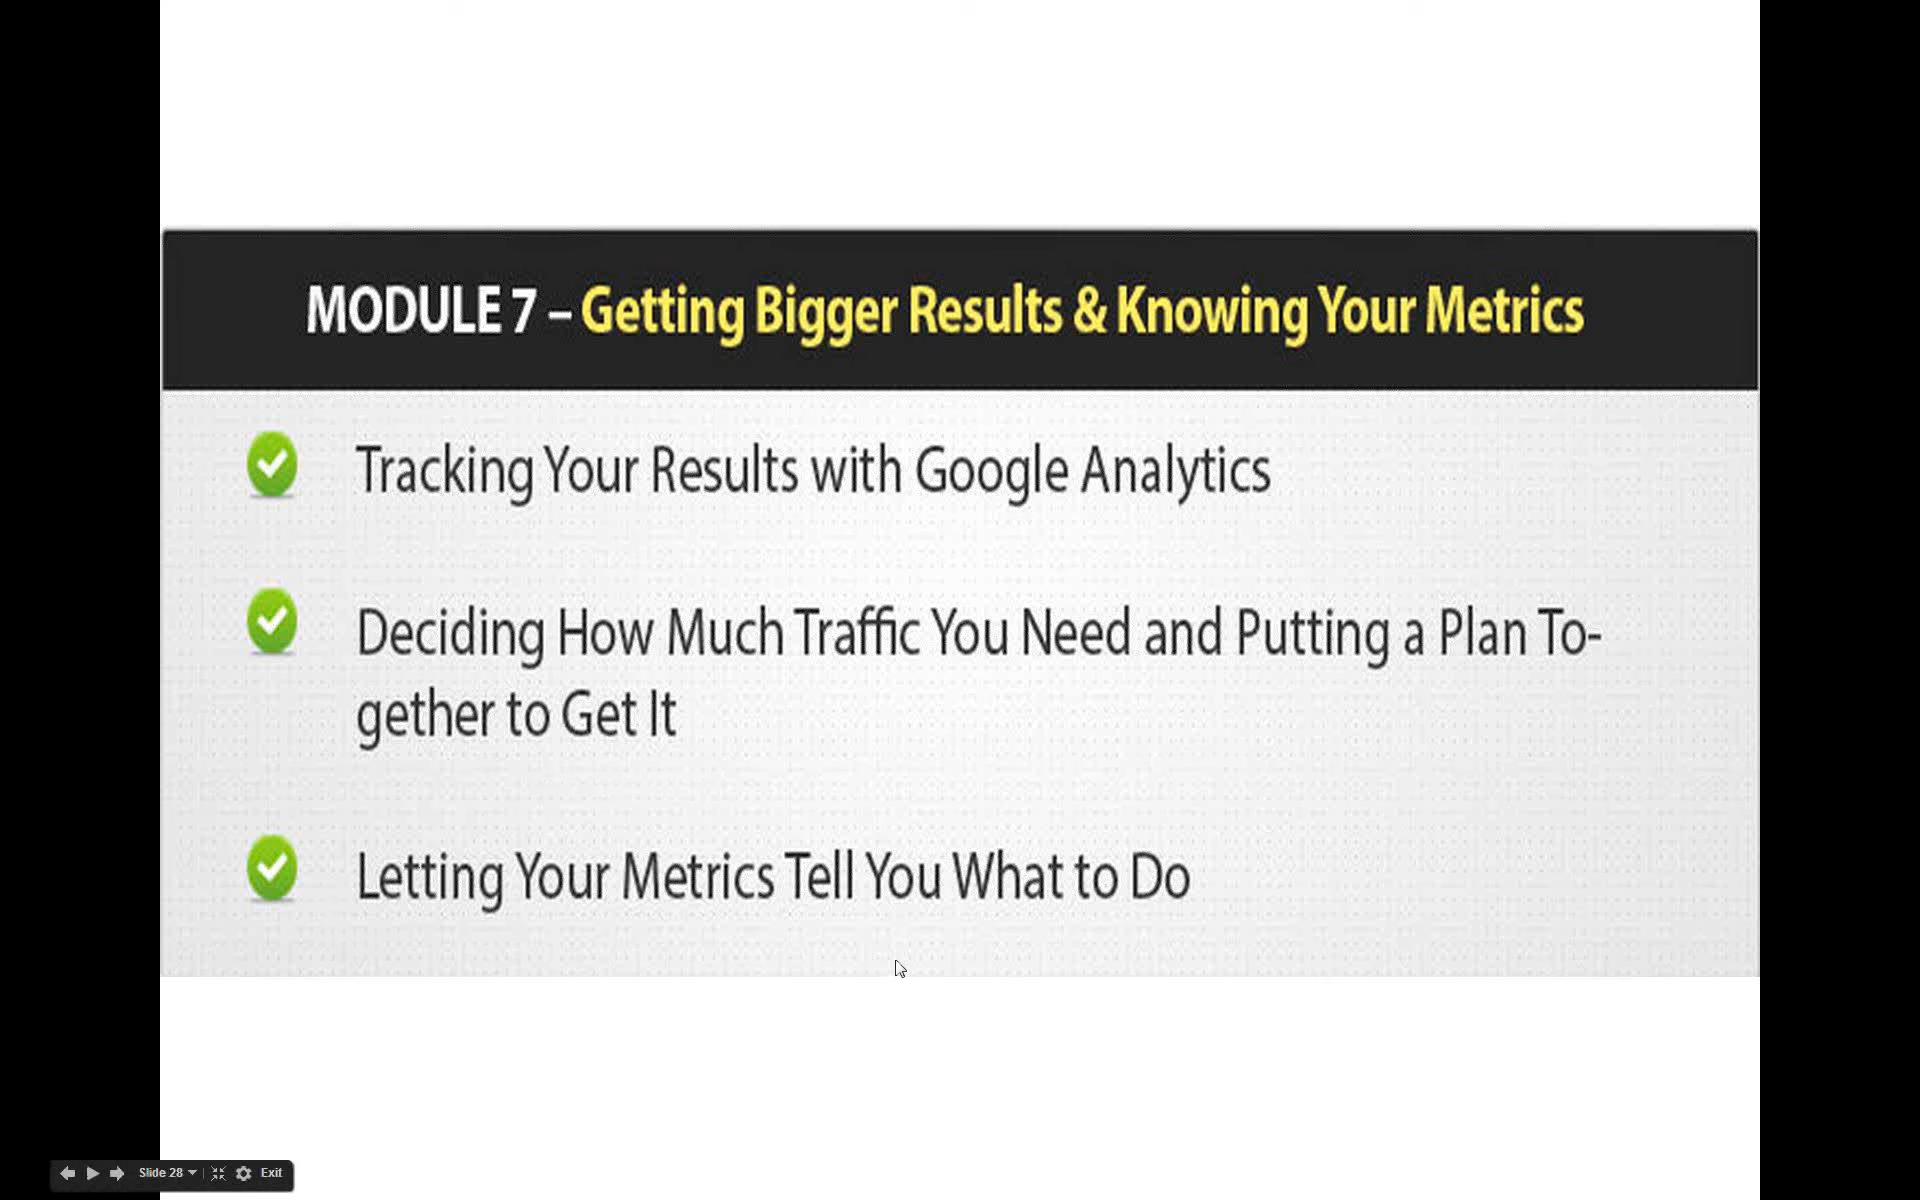 MODULE 7 – Getting Bigger Results & Knowing Your Metrics
Tracking Your Results with Google Analytics
Deciding How Much Traffic You Need and Putting a Plan To-
gether to Get It
Letting Your Metrics Tell You What to Do
Slide 28 Exit